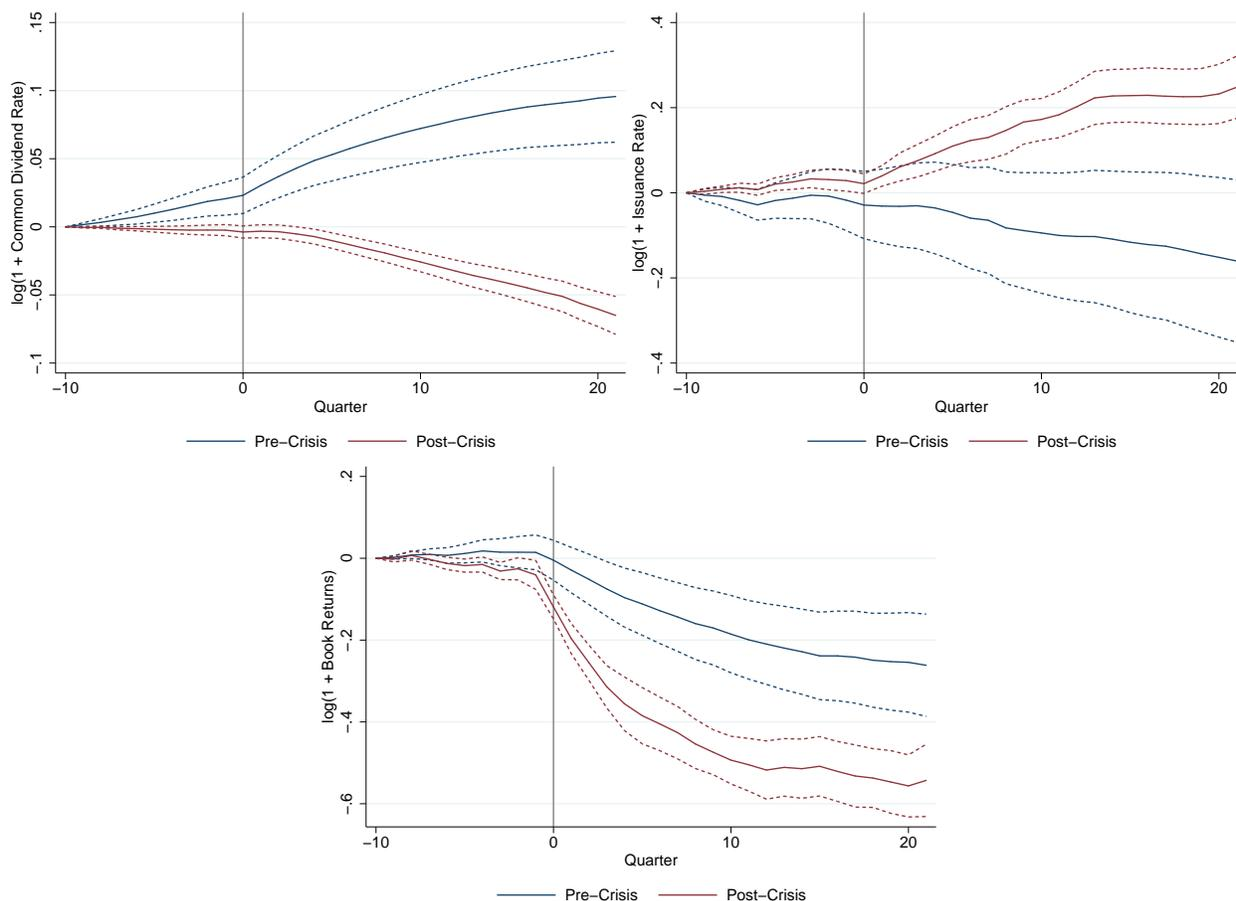 log(1 + Common Dividend Rate)
.15
.1
.05
0
−.05
−.1
−10
0
10
20
Quarter
Pre−Crisis
Post−Crisis
log(1 + Issuance Rate)
.4
.2
0
−.2
−.4
−10
0
10
20
Quarter
Pre−Crisis
Post−Crisis
log(1 + Book Returns)
.2
0
−.2
−.4
−.6
−10
0
10
20
Quarter
Pre−Crisis
Post−Crisis